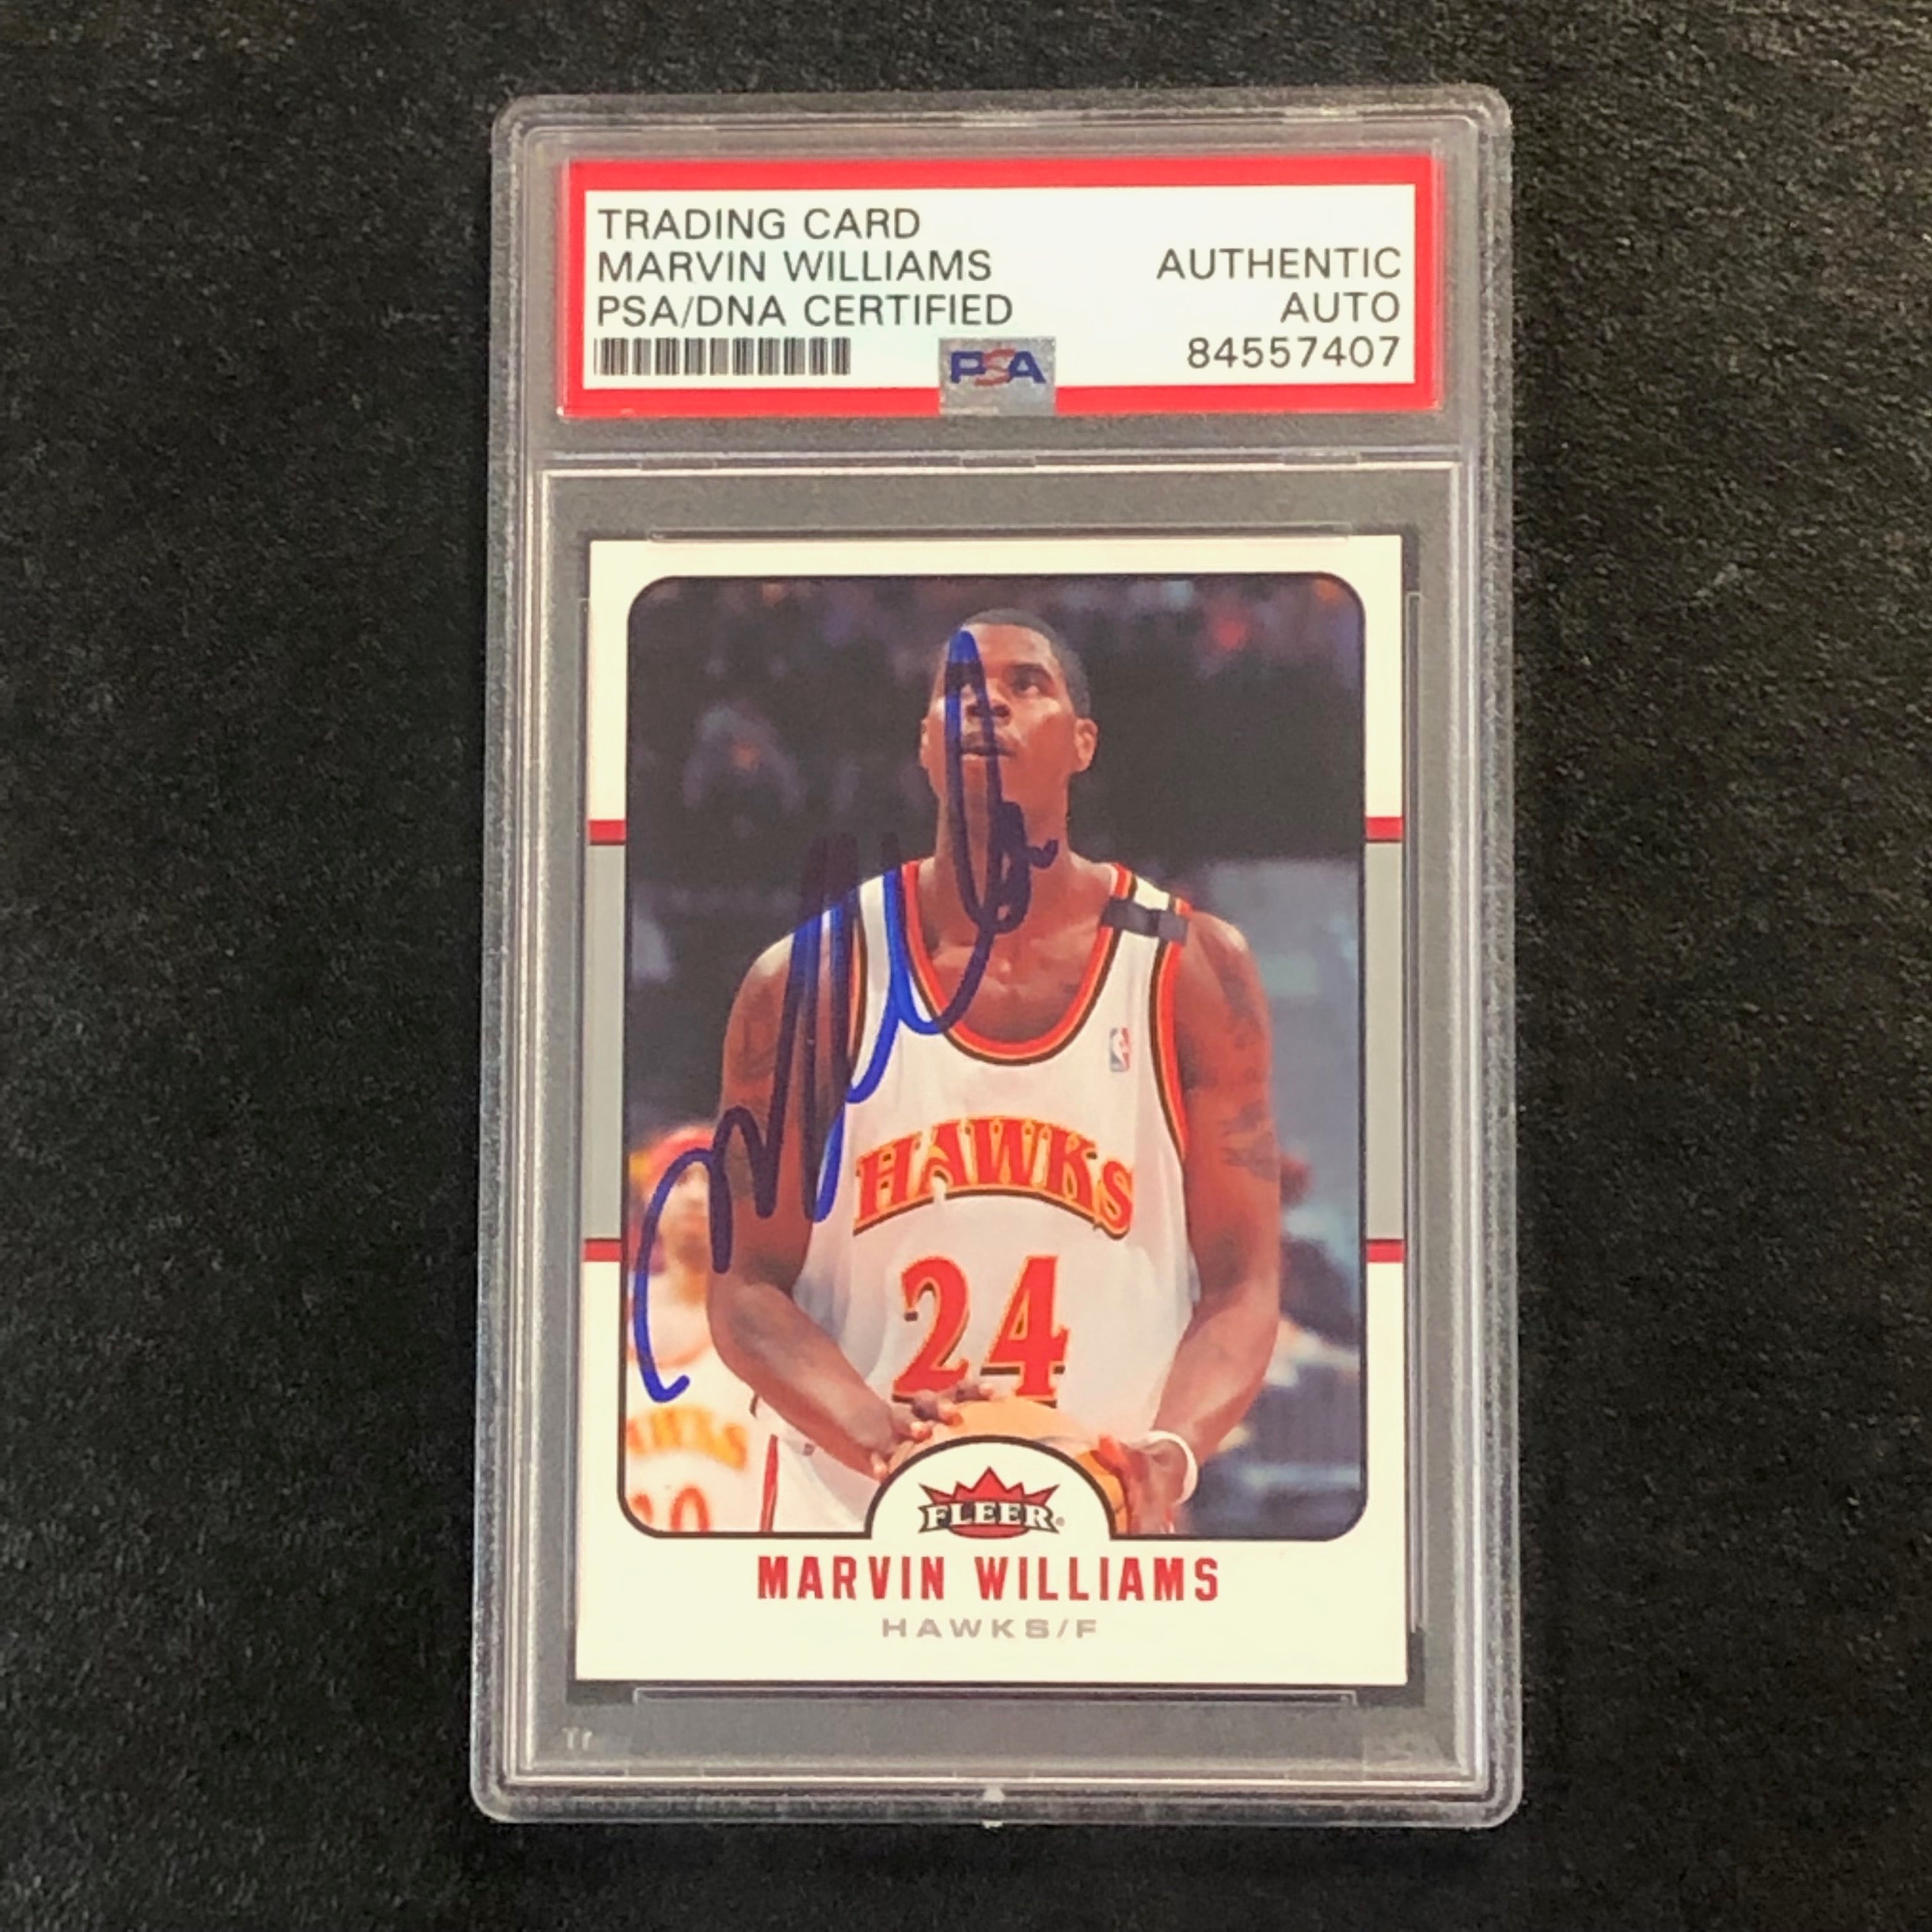 TRADING CARD
MARVIN WILLIAMS
PSA/DNA CERTIFIED
AUTHENTIC
AUTO
84557407
PSA
HAWKS
24
FLEER
MARVIN WILLIAMS
HAWKS/F